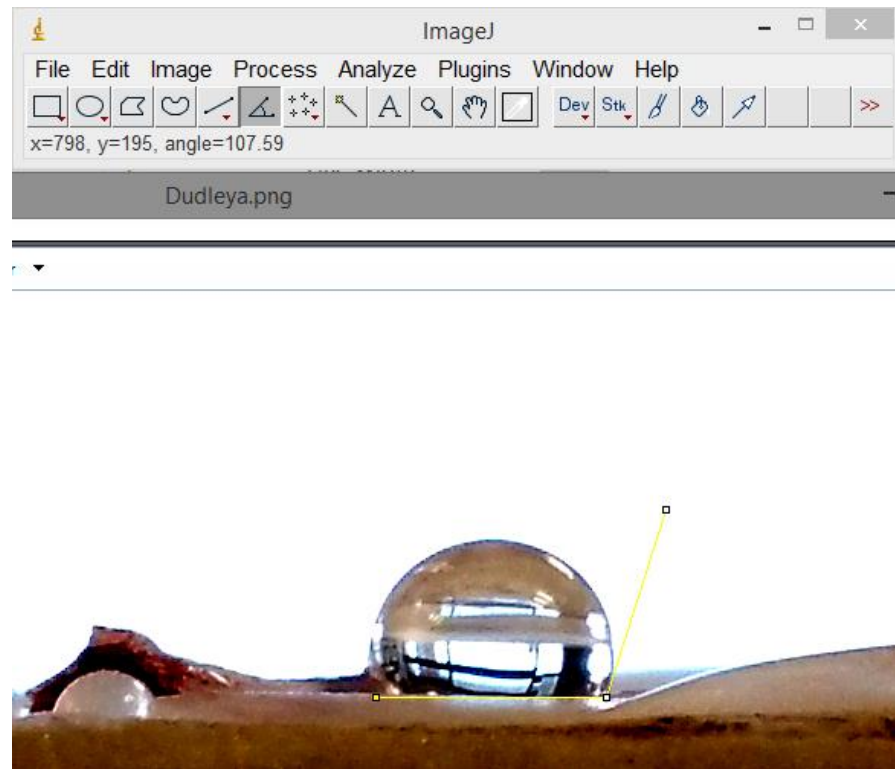 ImageJ
File Edit Image Process Analyze Plugins Window Help
A Dev Stk >>
x=798, y=195, angle=107.59
Dudleya.png